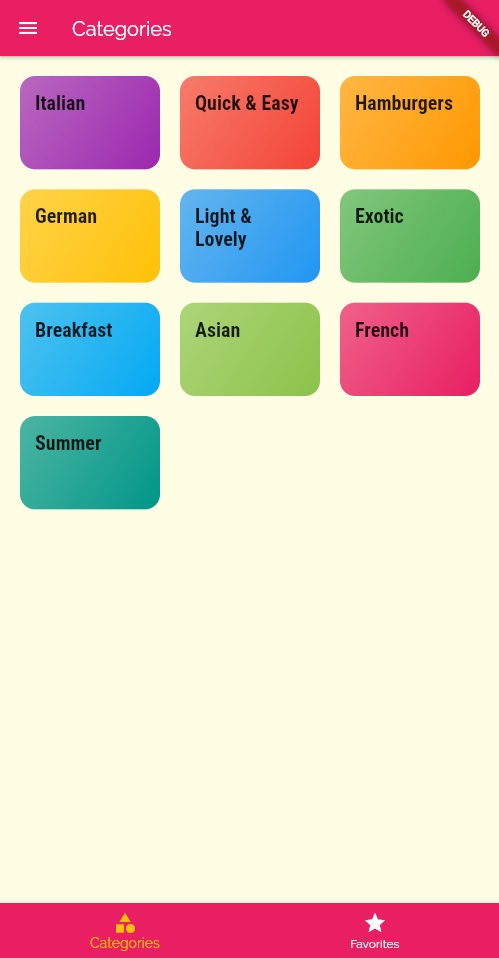 Categories
DEBUG
Italian
Quick & Easy
Hamburgers
German
Light &
Lovely
Exotic
Breakfast
Asian
French
Summer
Categories
Favorites